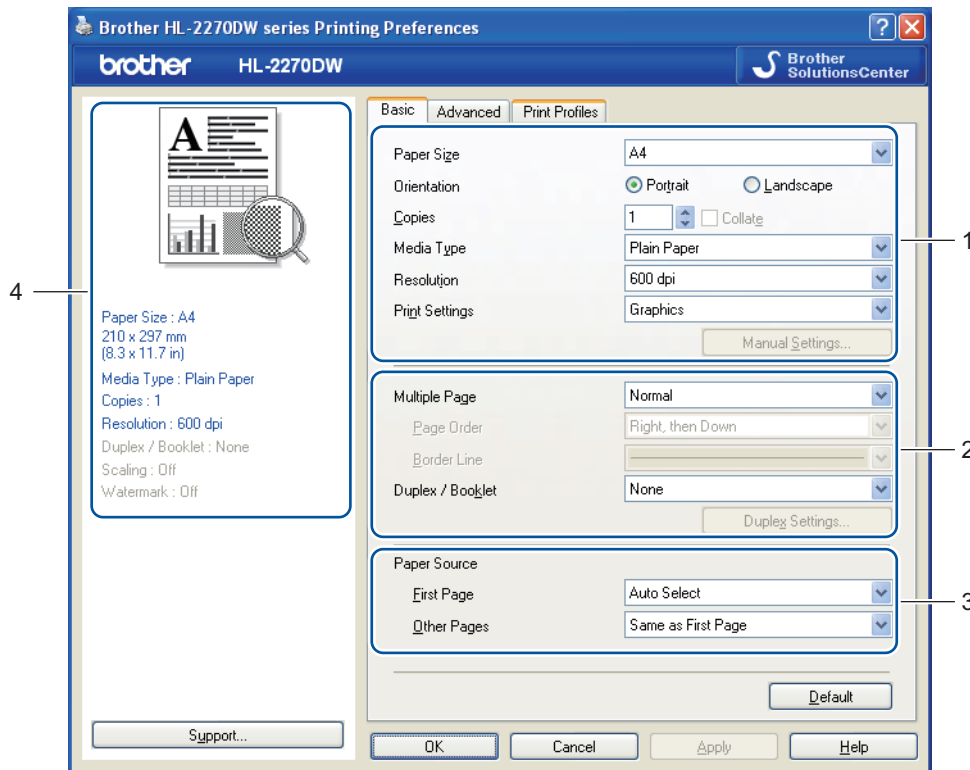 Brother HL-2270DW series Printing Preferences
brother HL-2270DW
Brother SolutionsCenter
Basic Advanced Print Profiles
A
Paper Size A4
Orientation Portrait Landscape
Copies 1 Collate
Media Type Plain Paper
Resolution 600 dpi
Print Settings Graphics
Manual Settings...
1
4
Paper Size : A4
210 x 297 mm
(8.3 x 11.7 in)
Media Type : Plain Paper
Copies : 1
Resolution : 600 dpi
Duplex / Booklet : None
Scaling : Off
Watermark : Off
Multiple Page Normal
Page Order Right, then Down
Border Line
Duplex / Booklet None
Duplex Settings...
2
Paper Source
First Page Auto Select
Other Pages Same as First Page
3
Default
Support...
OK Cancel Apply Help